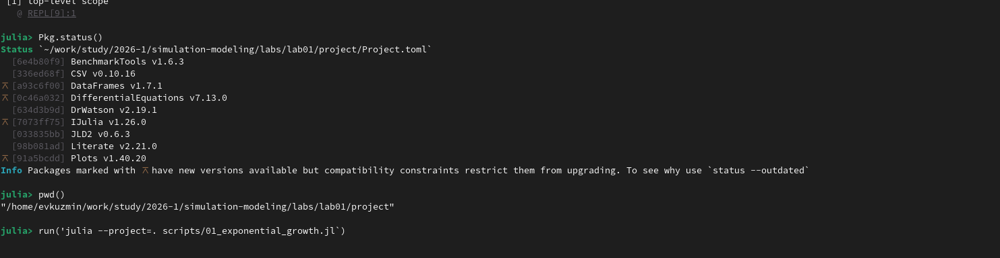 [1] top-level scope
@ REPL[9]:1
julia> Pkg.status()
Status `~/work/study/2026-1/simulation-modeling/labs/lab01/project/Project.toml`
[6e4b80f9] BenchmarkTools v1.6.3
[336ed68f] CSV v0.10.16
⌅ [a93c6f00] DataFrames v1.7.1
⌅ [0c46a032] DifferentialEquations v7.13.0
[634d3b9d] DrWatson v2.19.1
⌅ [7073ff75] IJulia v1.26.0
[033835bb] JLD2 v0.6.3
[98b081ad] Literate v2.21.0
⌅ [91a5bcdd] Plots v1.40.20
Info Packages marked with ⌅ have new versions available but compatibility constraints restrict them from upgrading. To see why use `status --outdated`
julia> pwd()
"/home/evkuzmin/work/study/2026-1/simulation-modeling/labs/lab01/project"
julia> run('julia --project=. scripts/01_exponential_growth.jl`)